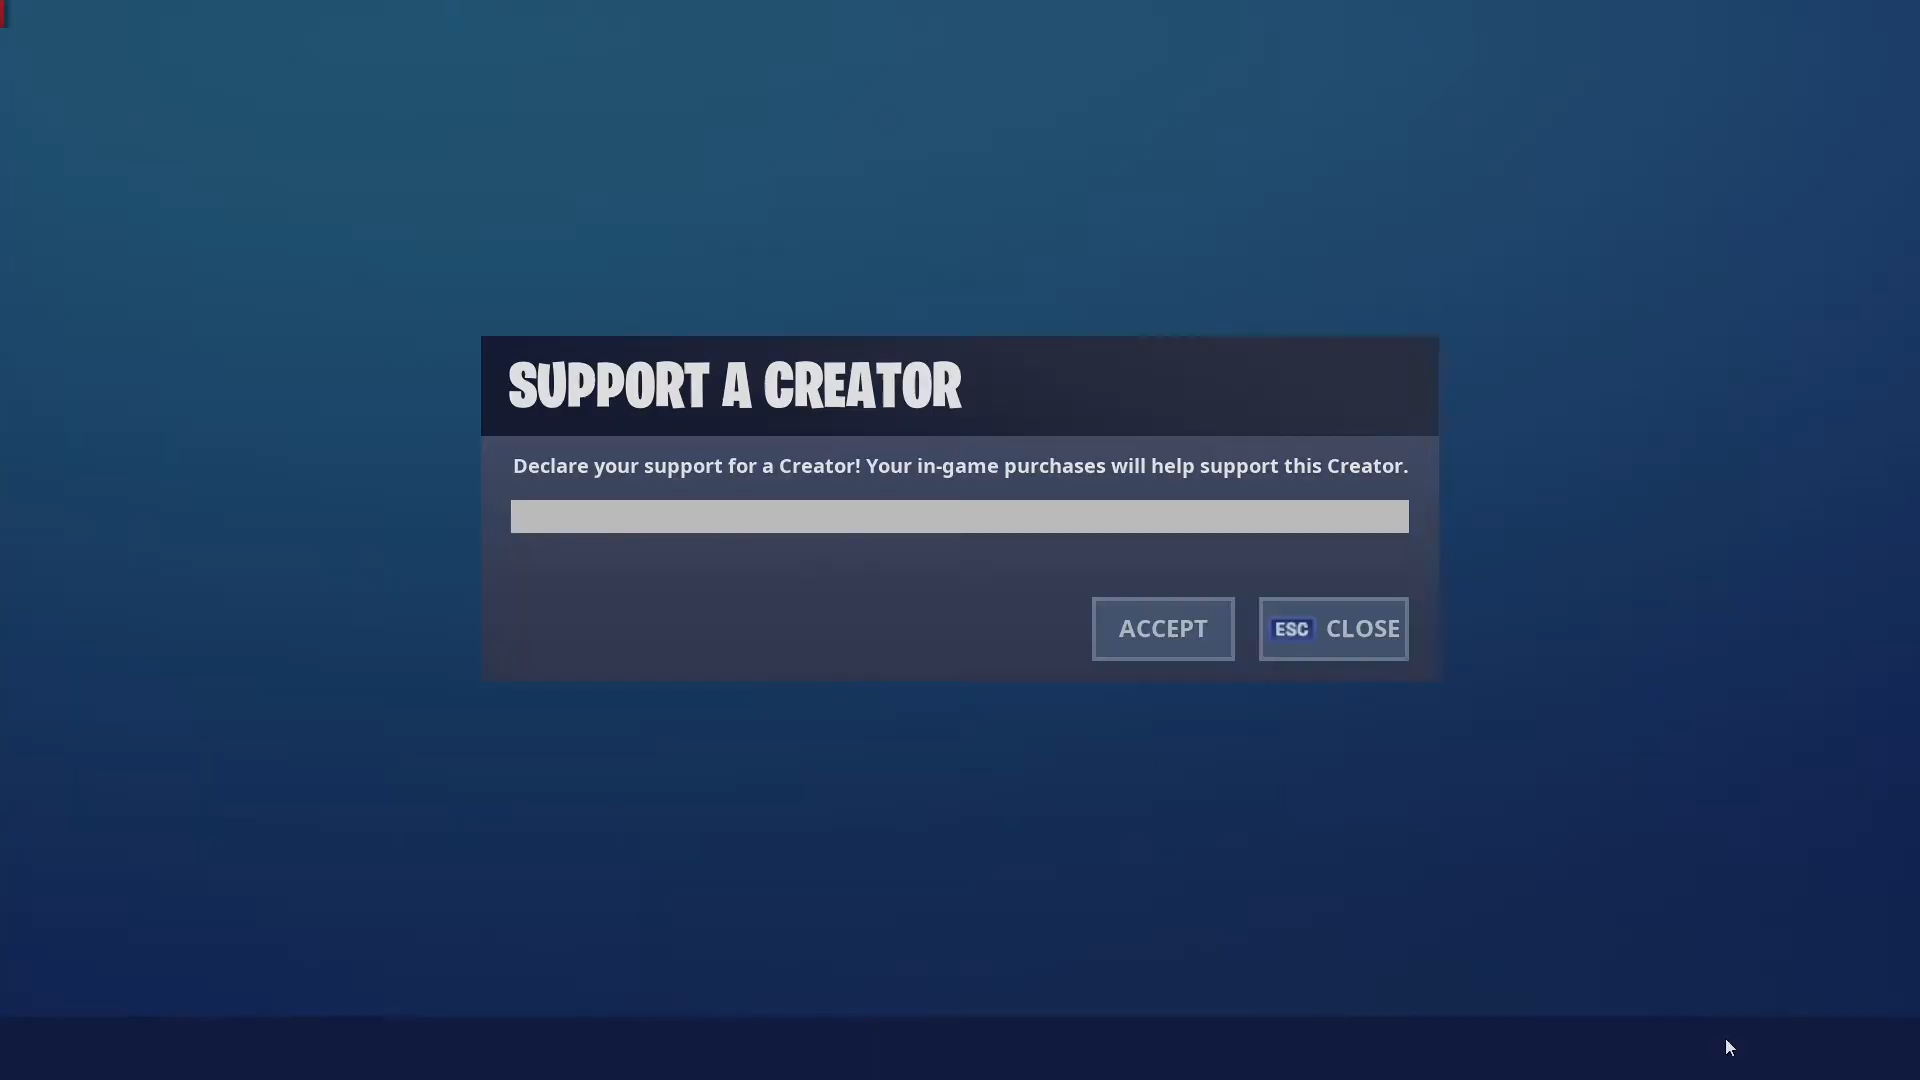 SUPPORT A CREATOR
Declare your support for a Creator! Your in-game purchases will help support this Creator.
ACCEPT
ESC CLOSE